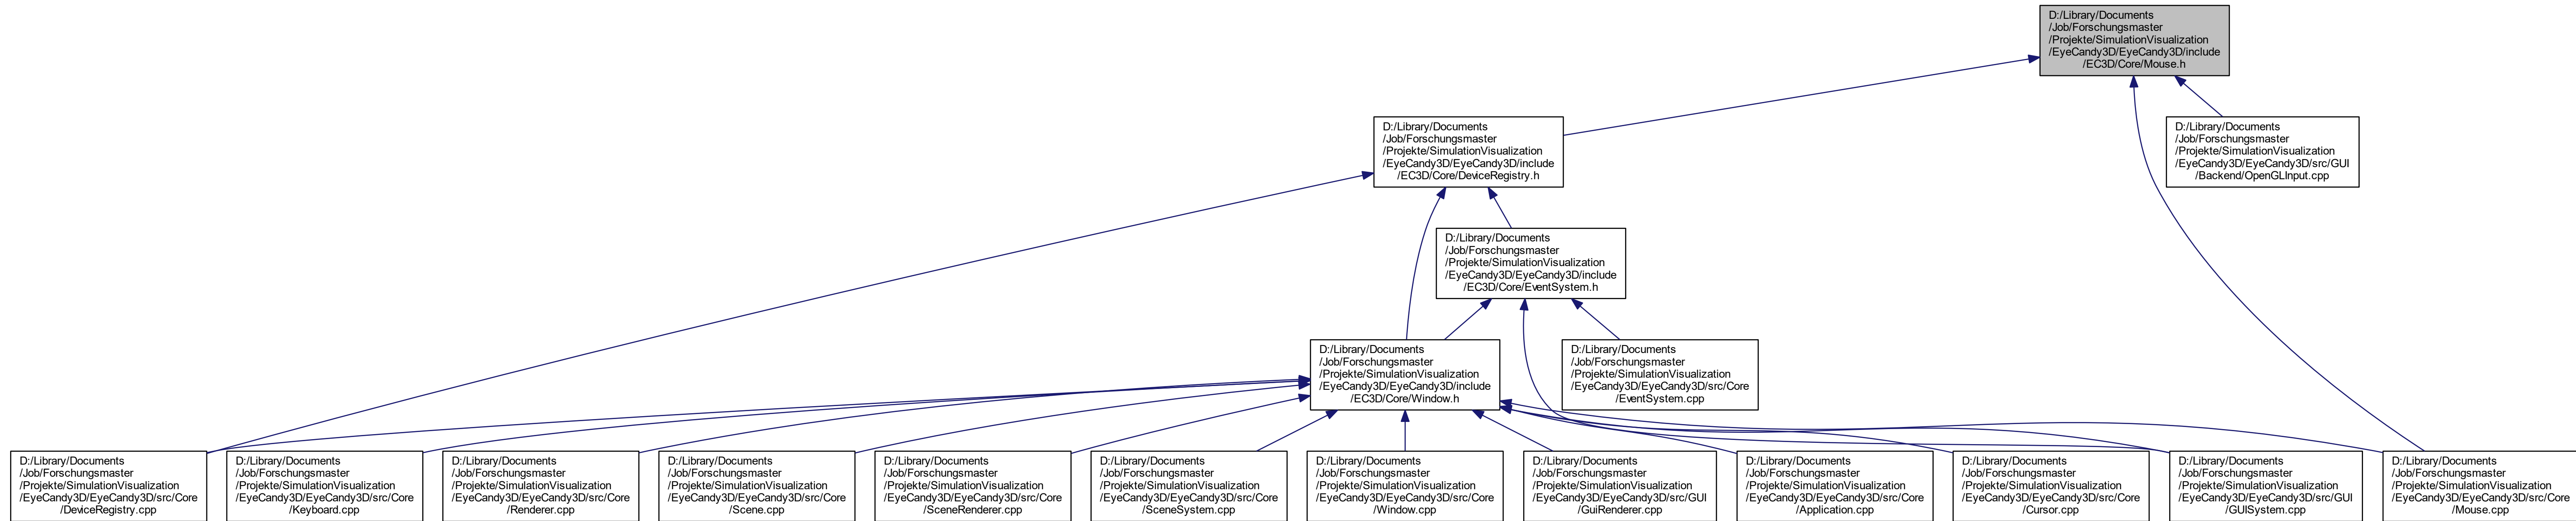 D:/Library/Documents
/Job/Forschungsmaster
/Projekte/SimulationVisualization
/EyeCandy3D/EyeCandy3D/include
/EC3D/Core/Mouse.h
D:/Library/Documents
/Job/Forschungsmaster
/Projekte/SimulationVisualization
/EyeCandy3D/EyeCandy3D/include
/EC3D/Core/DeviceRegistry.h
D:/Library/Documents
/Job/Forschungsmaster
/Projekte/SimulationVisualization
/EyeCandy3D/EyeCandy3D/src/GUI
/Backend/OpenGLInput.cpp
D:/Library/Documents
/Job/Forschungsmaster
/Projekte/SimulationVisualization
/EyeCandy3D/EyeCandy3D/include
/EC3D/Core/EventSystem.h
D:/Library/Documents
/Job/Forschungsmaster
/Projekte/SimulationVisualization
/EyeCandy3D/EyeCandy3D/include
/EC3D/Core/Window.h
D:/Library/Documents
/Job/Forschungsmaster
/Projekte/SimulationVisualization
/EyeCandy3D/EyeCandy3D/src/Core
/EventSystem.cpp
D:/Library/Documents
/Job/Forschungsmaster
/Projekte/SimulationVisualization
/EyeCandy3D/EyeCandy3D/src/Core
/DeviceRegistry.cpp
D:/Library/Documents
/Job/Forschungsmaster
/Projekte/SimulationVisualization
/EyeCandy3D/EyeCandy3D/src/Core
/Keyboard.cpp
D:/Library/Documents
/Job/Forschungsmaster
/Projekte/SimulationVisualization
/EyeCandy3D/EyeCandy3D/src/Core
/Renderer.cpp
D:/Library/Documents
/Job/Forschungsmaster
/Projekte/SimulationVisualization
/EyeCandy3D/EyeCandy3D/src/Core
/Scene.cpp
D:/Library/Documents
/Job/Forschungsmaster
/Projekte/SimulationVisualization
/EyeCandy3D/EyeCandy3D/src/Core
/SceneRenderer.cpp
D:/Library/Documents
/Job/Forschungsmaster
/Projekte/SimulationVisualization
/EyeCandy3D/EyeCandy3D/src/Core
/SceneSystem.cpp
D:/Library/Documents
/Job/Forschungsmaster
/Projekte/SimulationVisualization
/EyeCandy3D/EyeCandy3D/src/Core
/Window.cpp
D:/Library/Documents
/Job/Forschungsmaster
/Projekte/SimulationVisualization
/EyeCandy3D/EyeCandy3D/src/GUI
/GuiRenderer.cpp
D:/Library/Documents
/Job/Forschungsmaster
/Projekte/SimulationVisualization
/EyeCandy3D/EyeCandy3D/src/Core
/Application.cpp
D:/Library/Documents
/Job/Forschungsmaster
/Projekte/SimulationVisualization
/EyeCandy3D/EyeCandy3D/src/Core
/Cursor.cpp
D:/Library/Documents
/Job/Forschungsmaster
/Projekte/SimulationVisualization
/EyeCandy3D/EyeCandy3D/src/GUI
/GUISystem.cpp
D:/Library/Documents
/Job/Forschungsmaster
/Projekte/SimulationVisualization
/EyeCandy3D/EyeCandy3D/src/Core
/Mouse.cpp